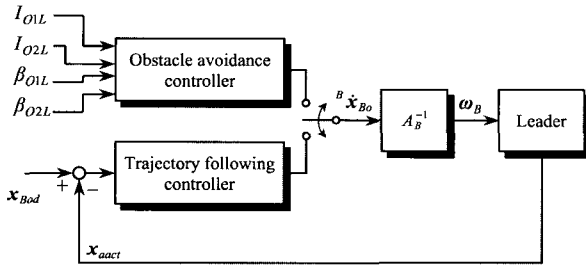 I_{O1L}
I_{O2L}
β_{O1L}
β_{O2L}
Obstacle avoidance
controller
^{B}ẋ_{Bo}
A_B^{-1}
ω_B
Leader
Trajectory following
controller
x_{Bod}
+
−
x_{aact}